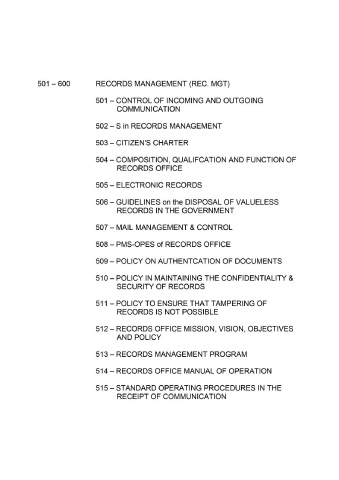 501 – 600 RECORDS MANAGEMENT (REC. MGT)
501 – CONTROL OF INCOMING AND OUTGOING
COMMUNICATION
502 – S in RECORDS MANAGEMENT
503 – CITIZEN'S CHARTER
504 – COMPOSITION, QUALIFCATION AND FUNCTION OF
RECORDS OFFICE
505 – ELECTRONIC RECORDS
506 – GUIDELINES on the DISPOSAL OF VALUELESS
RECORDS IN THE GOVERNMENT
507 – MAIL MANAGEMENT & CONTROL
508 – PMS-OPES of RECORDS OFFICE
509 – POLICY ON AUTHENTCATION OF DOCUMENTS
510 – POLICY IN MAINTAINING THE CONFIDENTIALITY &
SECURITY OF RECORDS
511 – POLICY TO ENSURE THAT TAMPERING OF
RECORDS IS NOT POSSIBLE
512 – RECORDS OFFICE MISSION, VISION, OBJECTIVES
AND POLICY
513 – RECORDS MANAGEMENT PROGRAM
514 – RECORDS OFFICE MANUAL OF OPERATION
515 – STANDARD OPERATING PROCEDURES IN THE
RECEIPT OF COMMUNICATION